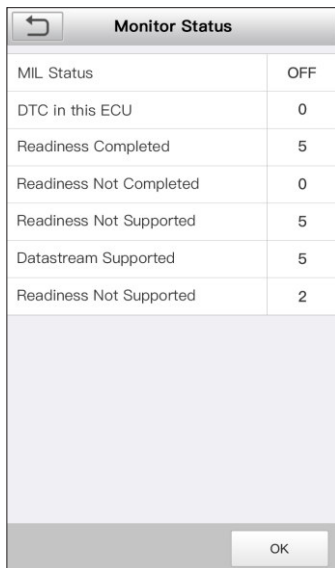 Monitor Status
MIL Status OFF
DTC in this ECU 0
Readiness Completed 5
Readiness Not Completed 0
Readiness Not Supported 5
Datastream Supported 5
Readiness Not Supported 2
OK